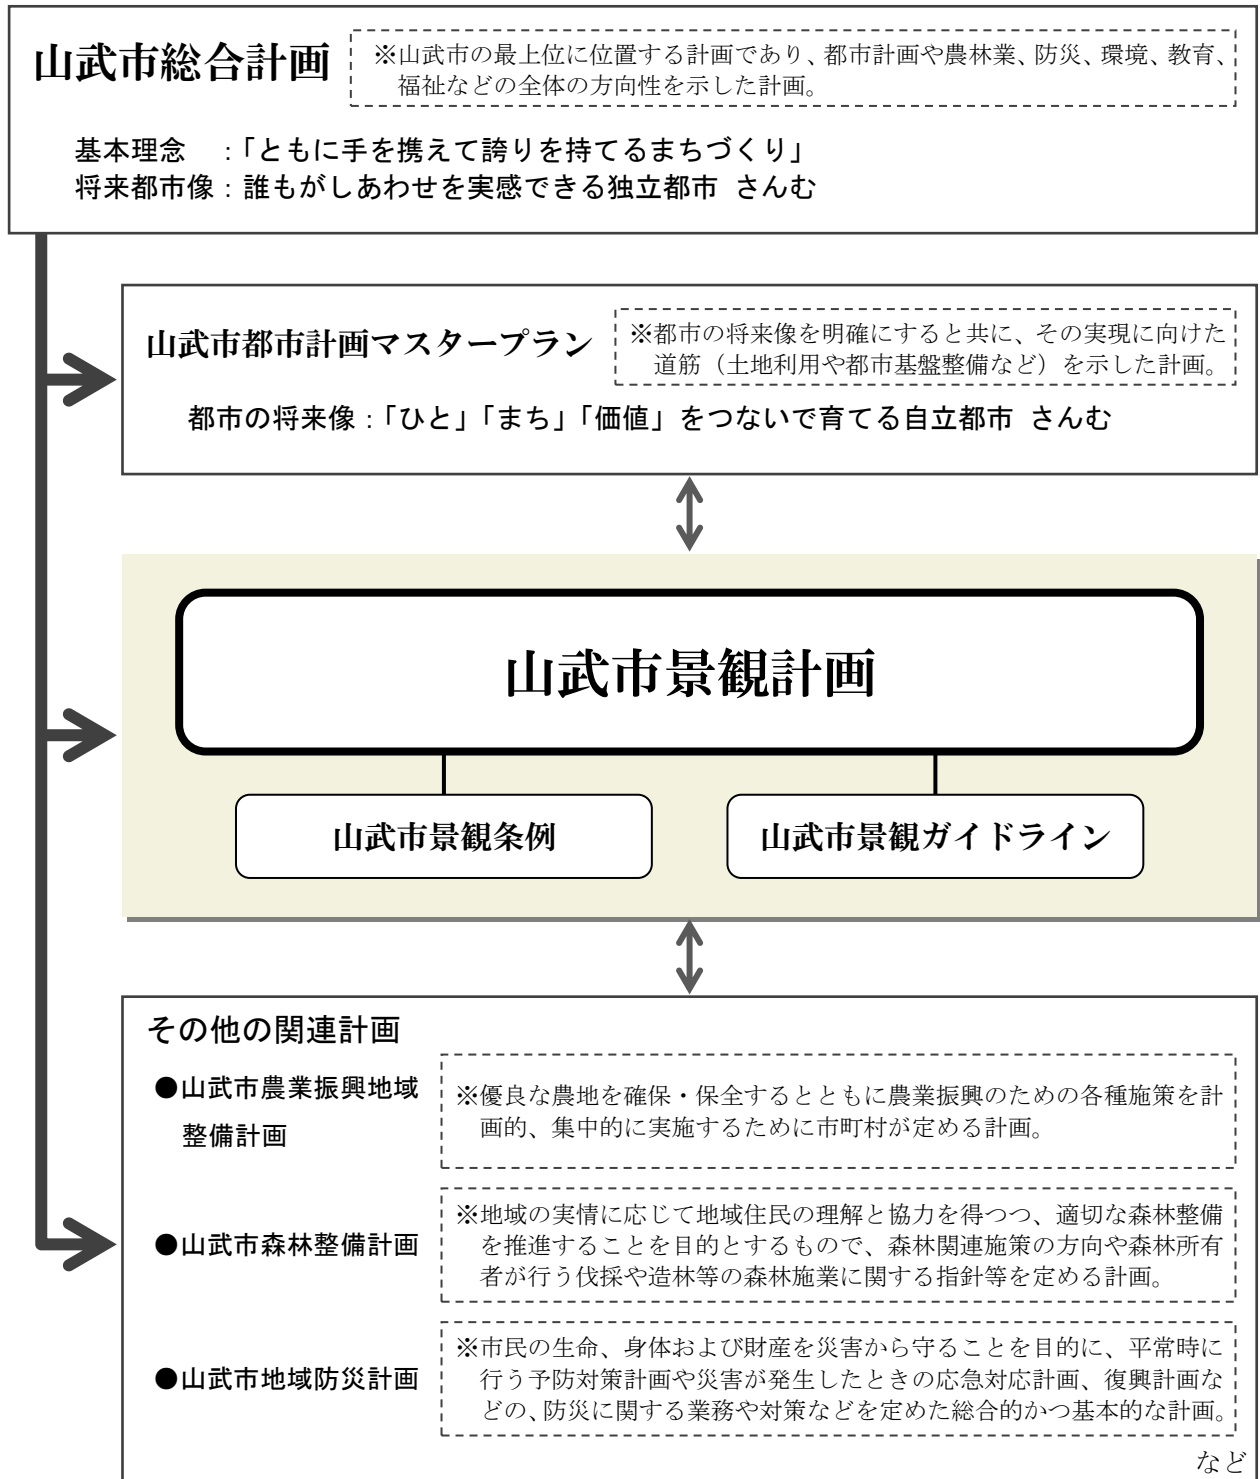 山武市総合計画
※山武市の最上位に位置する計画であり、都市計画や農林業、防災、環境、教育、
福祉などの全体の方向性を示した計画。
基本理念　：「ともに手を携えて誇りを持てるまちづくり」
将来都市像：誰もがしあわせを実感できる独立都市 さんむ
山武市都市計画マスタープラン
※都市の将来像を明確にすると共に、その実現に向けた
道筋（土地利用や都市基盤整備など）を示した計画。
都市の将来像：「ひと」「まち」「価値」をつないで育てる自立都市 さんむ
山武市景観計画
山武市景観条例
山武市景観ガイドライン
その他の関連計画
●山武市農業振興地域
整備計画
※優良な農地を確保・保全するとともに農業振興のための各種施策を計
画的、集中的に実施するために市町村が定める計画。
●山武市森林整備計画
※地域の実情に応じて地域住民の理解と協力を得つつ、適切な森林整備
を推進することを目的とするもので、森林関連施策の方向や森林所有
者が行う伐採や造林等の森林施業に関する指針等を定める計画。
●山武市地域防災計画
※市民の生命、身体および財産を災害から守ることを目的に、平常時に
行う予防対策計画や災害が発生したときの応急対応計画、復興計画な
どの、防災に関する業務や対策などを定めた総合的かつ基本的な計画。
など